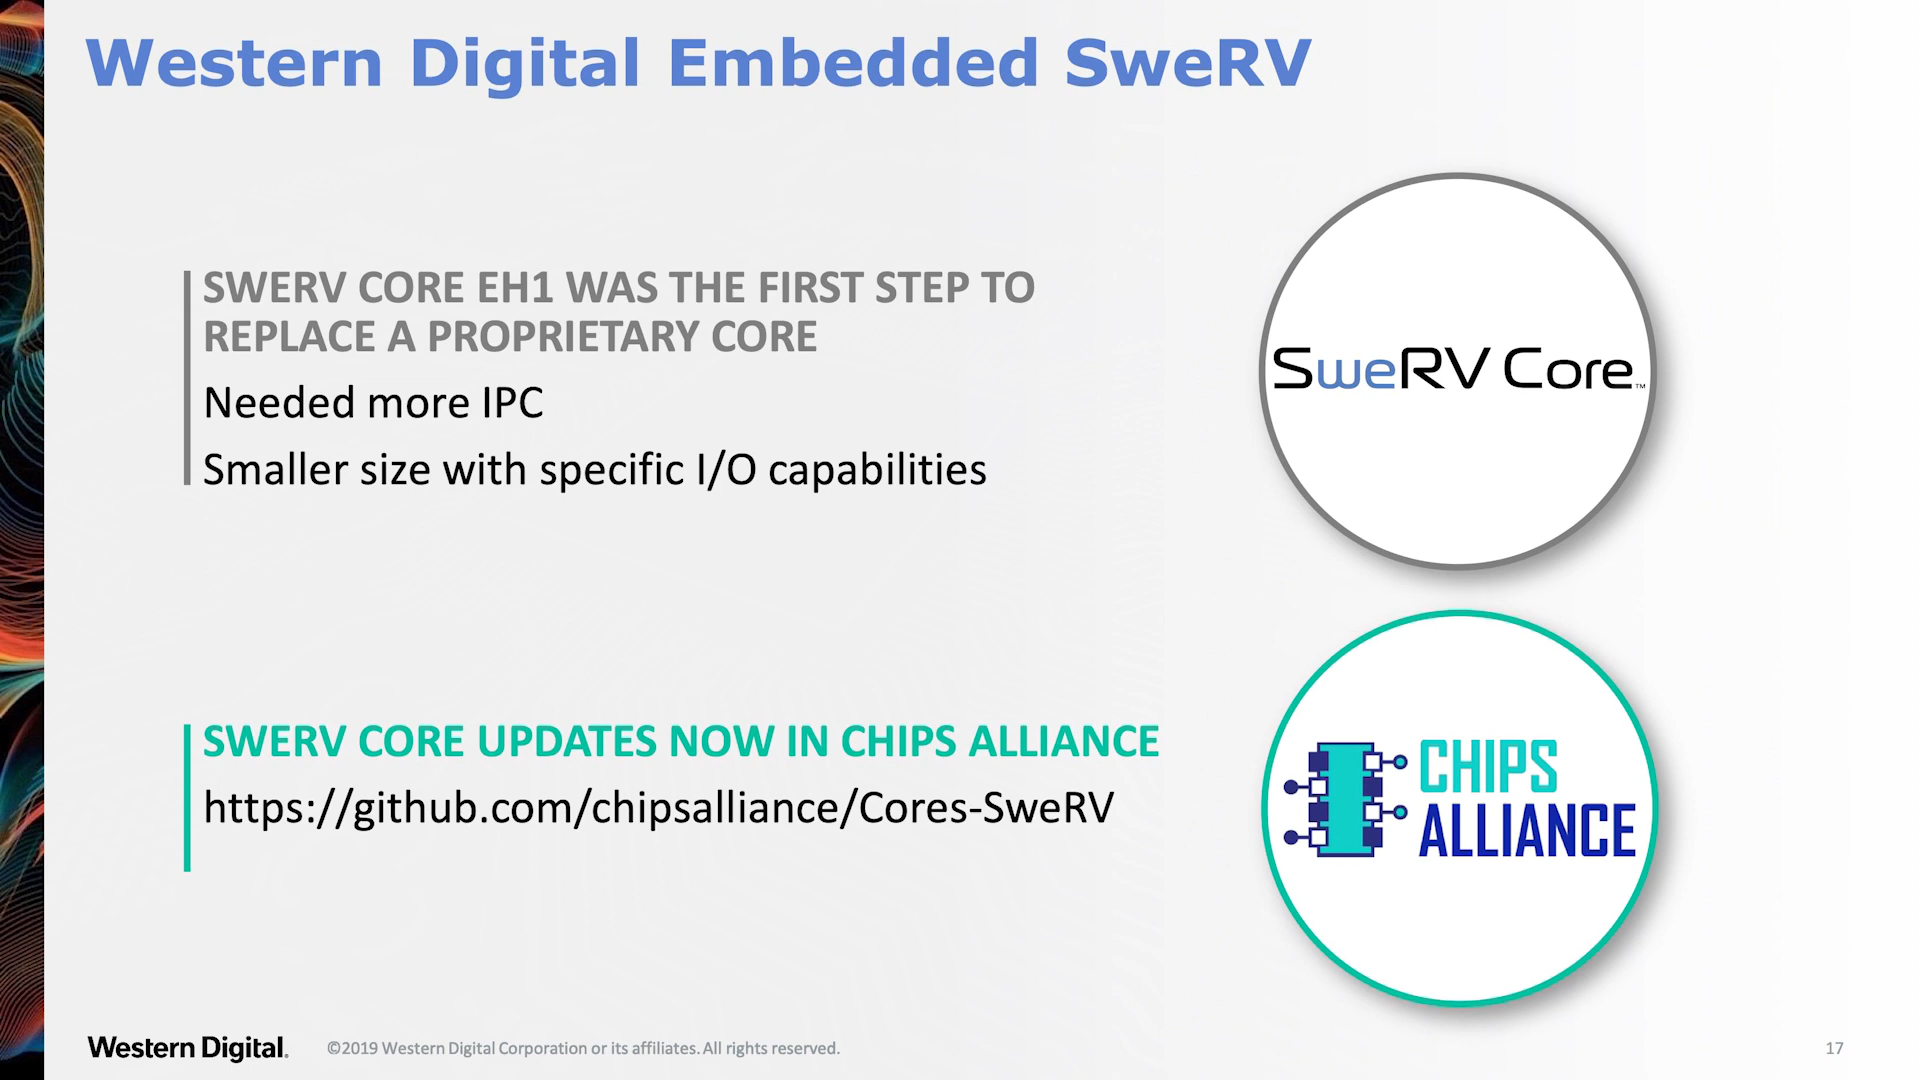 Western Digital Embedded SweRV
SWERV CORE EH1 WAS THE FIRST STEP TO
REPLACE A PROPRIETARY CORE
Needed more IPC
Smaller size with specific I/O capabilities
SweRV Core™
SWERV CORE UPDATES NOW IN CHIPS ALLIANCE
https://github.com/chipsalliance/Cores-SweRV
CHIPS
ALLIANCE
Western Digital.
©2019 Western Digital Corporation or its affiliates. All rights reserved.
17